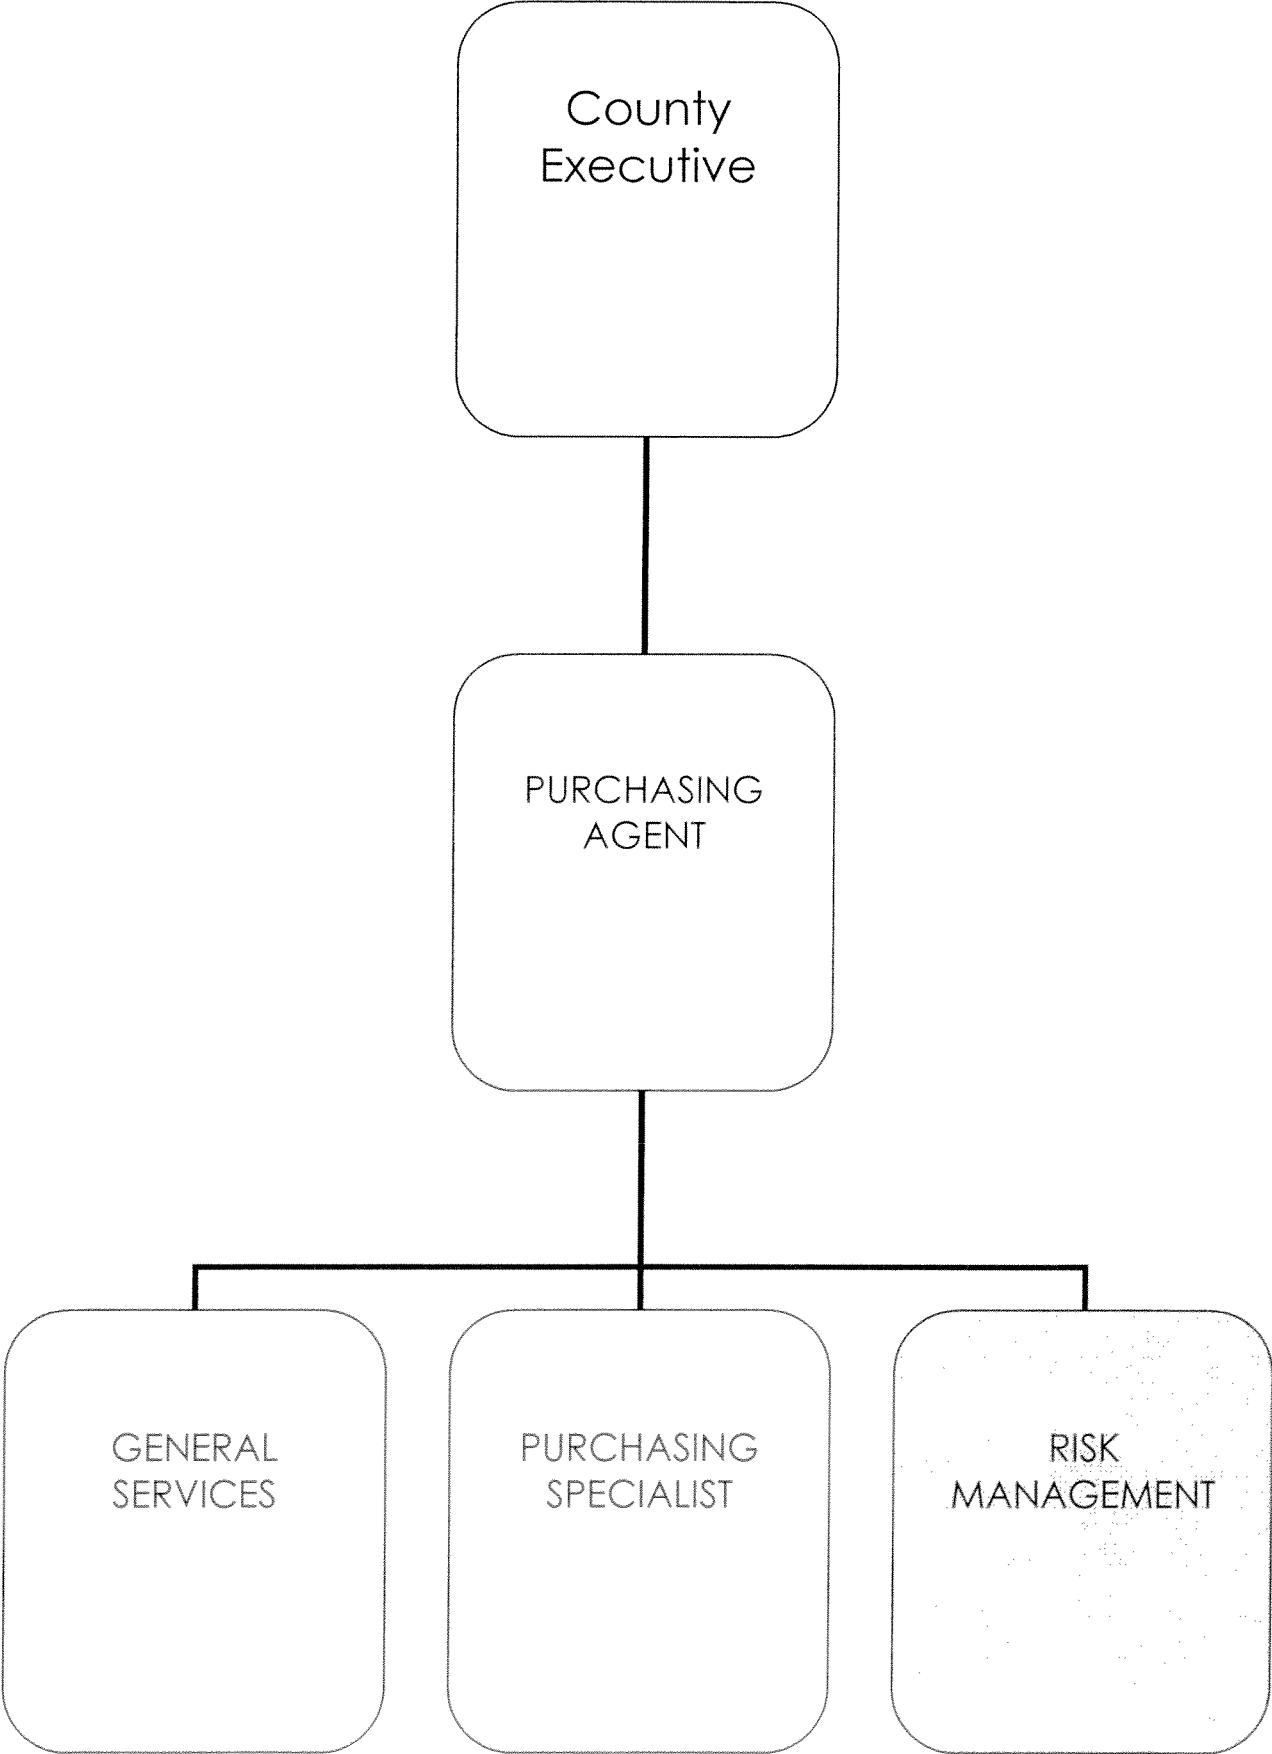 County
Executive
PURCHASING
AGENT
GENERAL
SERVICES
PURCHASING
SPECIALIST
RISK
MANAGEMENT